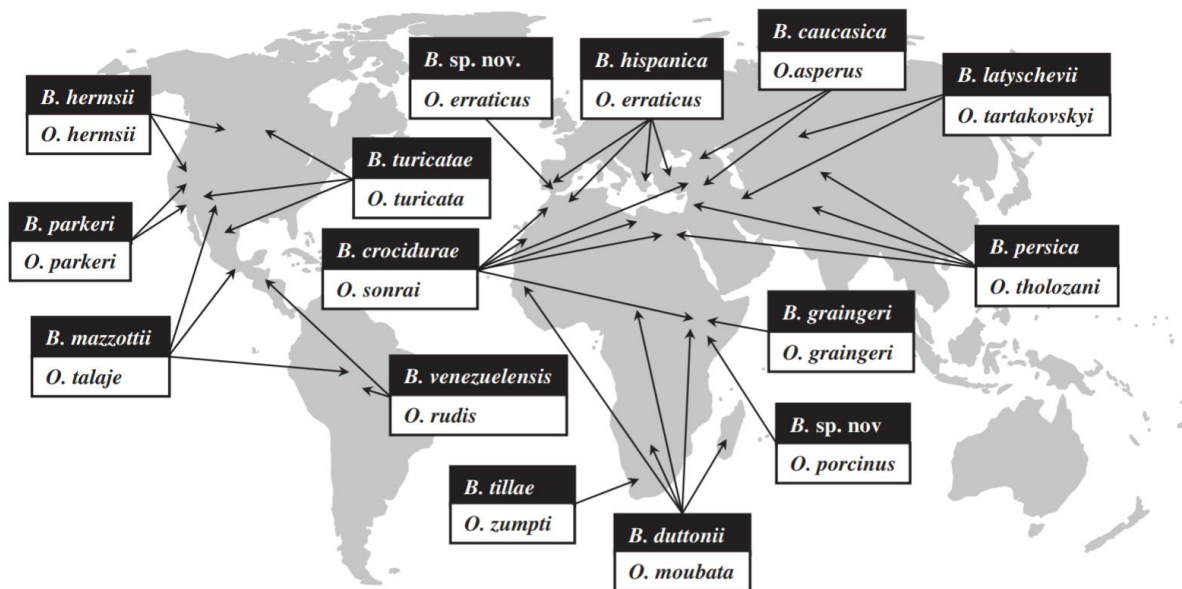 B. caucasica
O.asperus
B. sp. nov.
O. erraticus
B. hispanica
O. erraticus
B. latyschevii
O. tartakovskyi
B. hermsii
O. hermsii
B. turicatae
O. turicata
B. parkeri
O. parkeri
B. crocidurae
O. sonrai
B. persica
O. tholozani
B. graingeri
O. graingeri
B. mazzottii
O. talaje
B. venezuelensis
O. rudis
B. sp. nov
O. porcinus
B. tillae
O. zumpti
B. duttonii
O. moubata